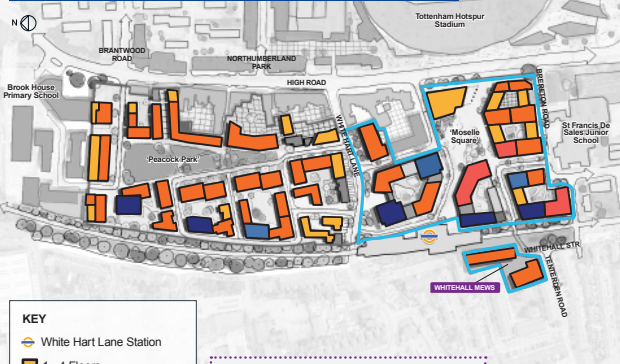 N
Tottenham Hotspur
Stadium
BRANTWOOD
ROAD
NORTHUMBERLAND
PARK
HIGH ROAD
Brook House
Primary School
WHITE HART LANE
BRERETON ROAD
'Moselle
Square'
St Francis De
Sales Junior
School
'Peacock Park'
WHITEHALL STR
WHITEHALL MEWS
TENTERDEN ROAD
KEY
White Hart Lane Station